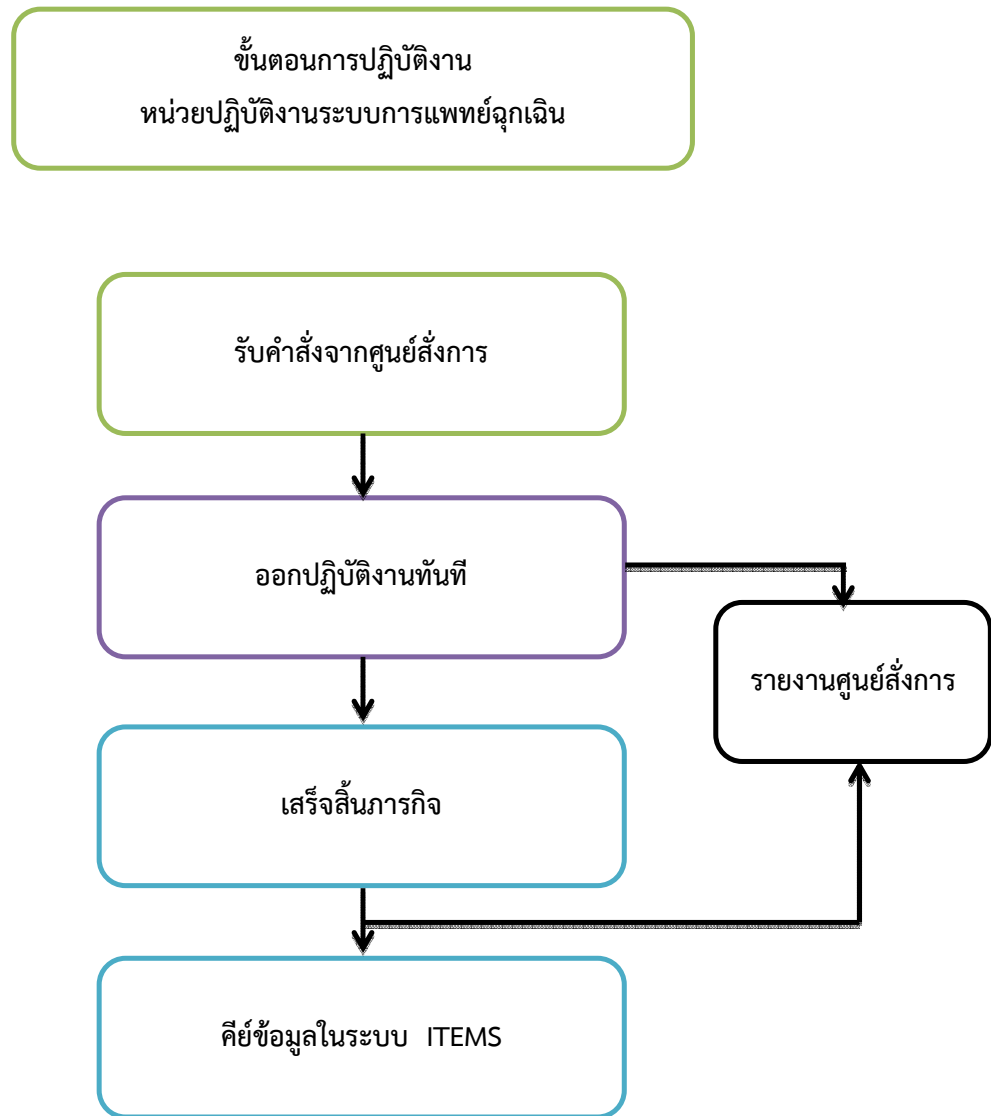 ขั้นตอนการปฏิบัติงาน
หน่วยปฏิบัติงานระบบการแพทย์ฉุกเฉิน
รับคำสั่งจากศูนย์สั่งการ
ออกปฏิบัติงานทันที
รายงานศูนย์สั่งการ
เสร็จสิ้นภารกิจ
คีย์ข้อมูลในระบบ ITEMS